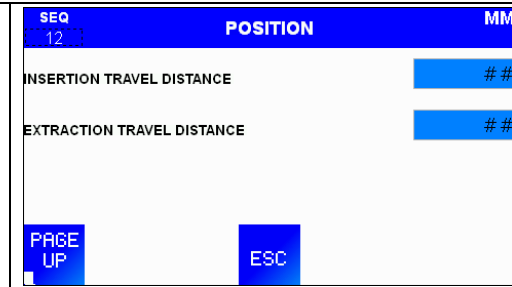 SEQ POSITION MM
12
INSERTION TRAVEL DISTANCE ##
EXTRACTION TRAVEL DISTANCE ##
PAGE
UP ESC